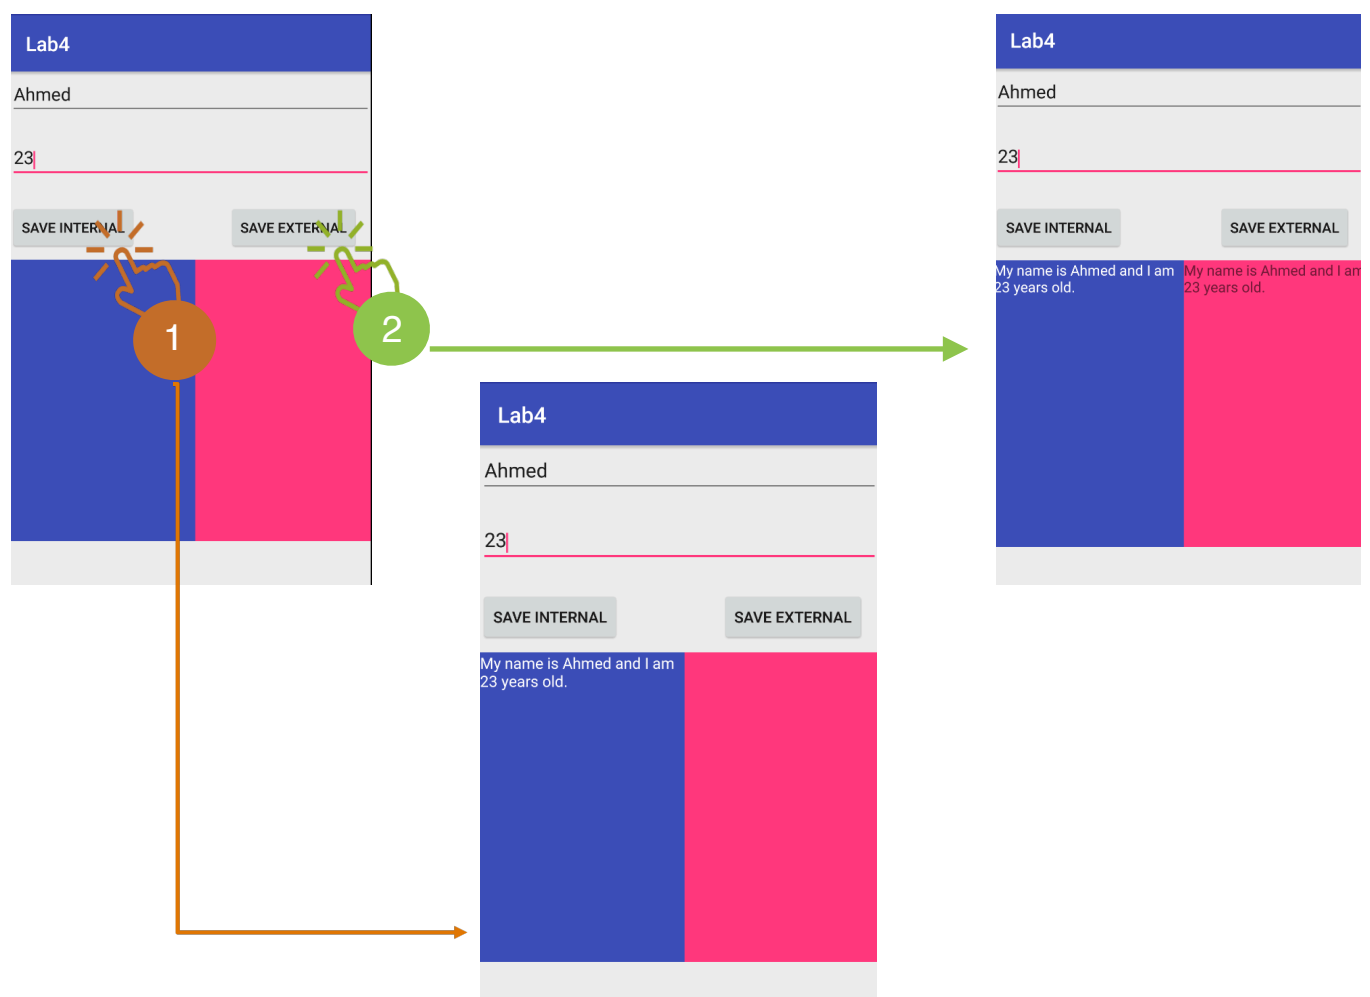 Lab4
Ahmed
23
SAVE INTERNAL
SAVE EXTERNAL
1
2
Lab4
Ahmed
23
SAVE INTERNAL
SAVE EXTERNAL
My name is Ahmed and I am
23 years old.
Lab4
Ahmed
23
SAVE INTERNAL
SAVE EXTERNAL
My name is Ahmed and I am
23 years old.
My name is Ahmed and I am
23 years old.